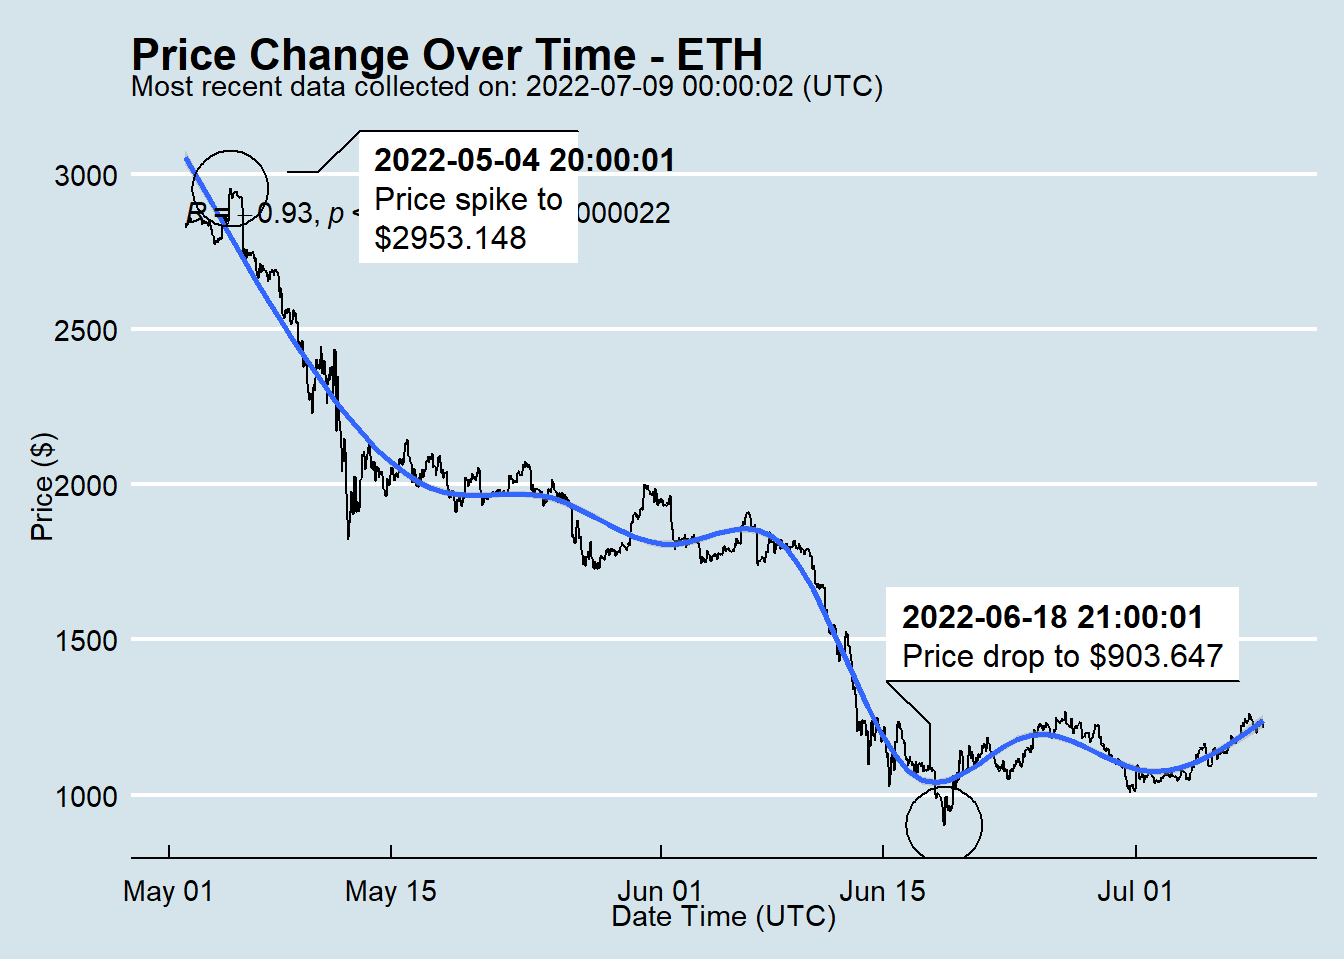 Price Change Over Time - ETH
Most recent data collected on: 2022-07-09 00:00:02 (UTC)
2022-05-04 20:00:01
Price spike to
$2953.148
= −0.93, p <
000022
3000
2500
2000
1500
1000
Price ($)
2022-06-18 21:00:01
Price drop to $903.647
May 01
May 15
Jun 01
Jun 15
Jul 01
Date Time (UTC)